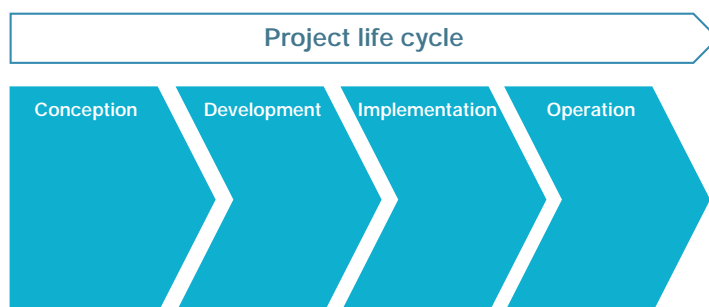 Project life cycle
Conception
Development
Implementation
Operation